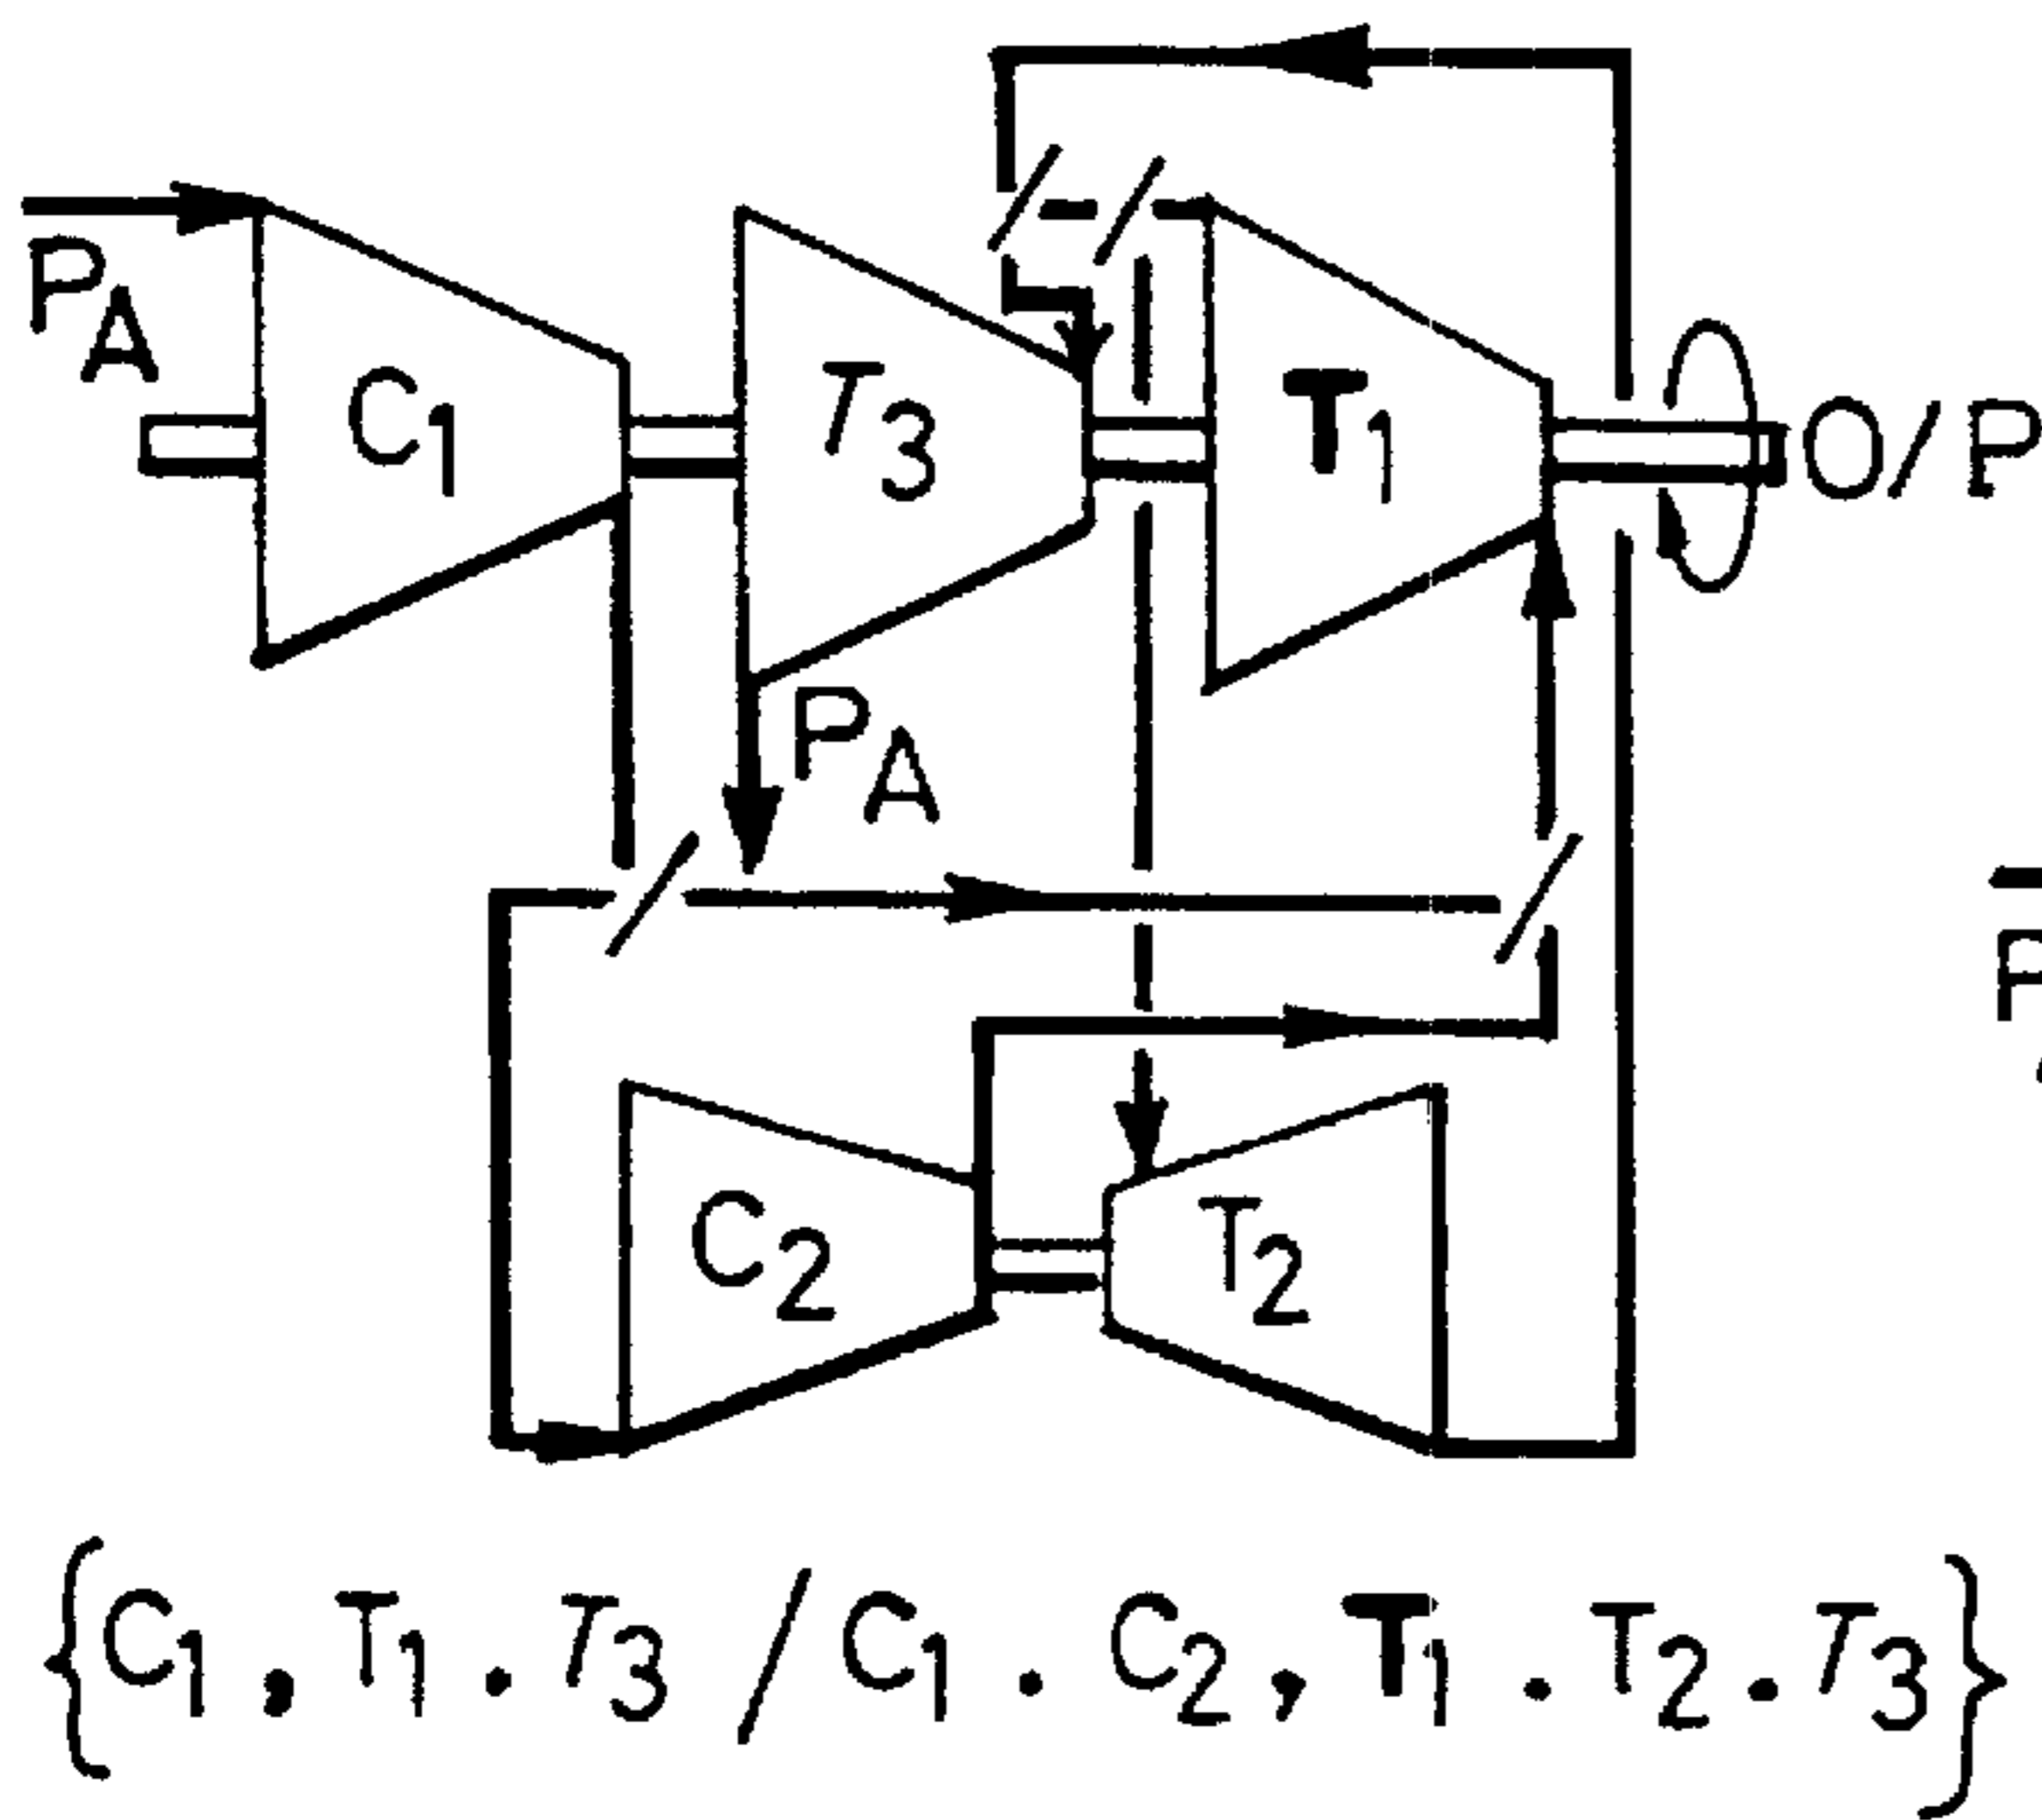 P_A
C_1
T_3
T_1
O/P
P_A
P
C_2
T_2
{C_1, T_1 . T_3 / C_1 . C_2, T_1 . T_2 . T_3}